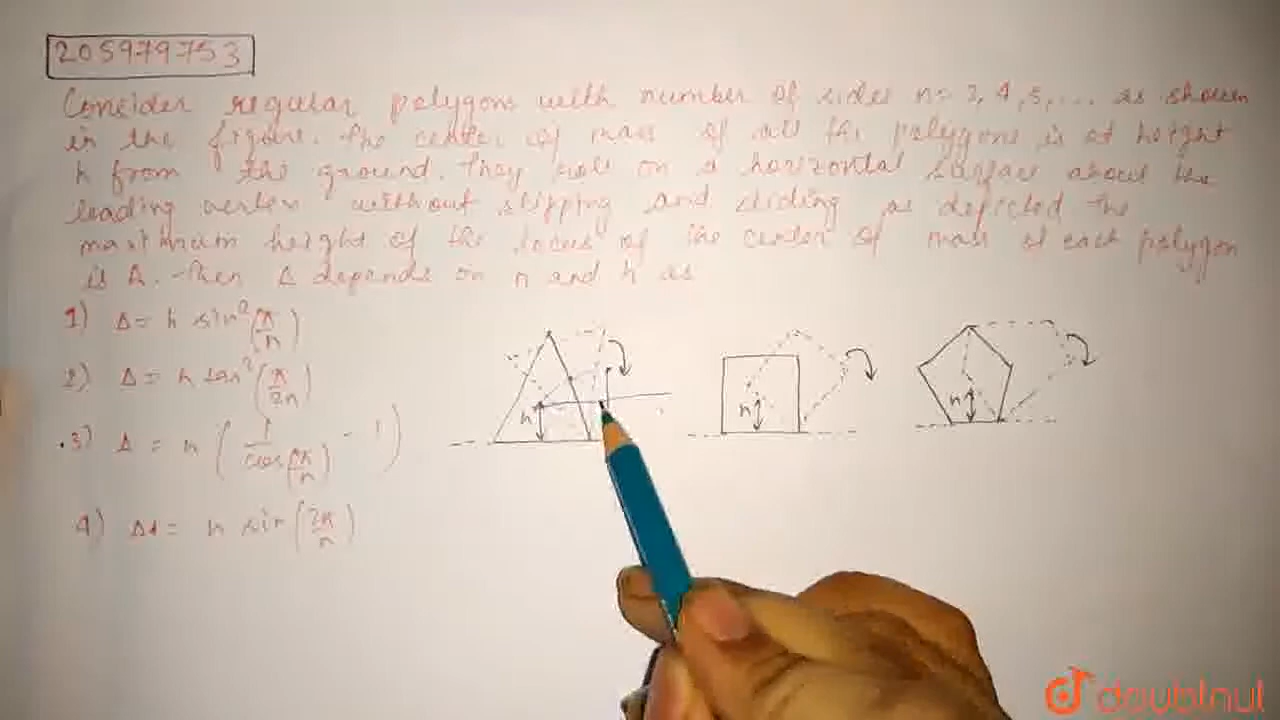 205979753
Consider regular polygons with number of sides n= 3, 4, 5, ... as shown
in the figure. The center of mass of all the polygons is at height
h from the ground. They roll on a horizontal surface about the
leading vertex without slipping and sliding as depicted. The
maximum height of the locus of the center of mass of each polygon
is Δ. Then Δ depends on n and h as
1) Δ = h sin²(π/n)
2) Δ = h tan²(π/2n)
3) Δ = h (1/cos(π/n) - 1)
4) Δ = h sin(2π/n)
h
h
h
doubtnut